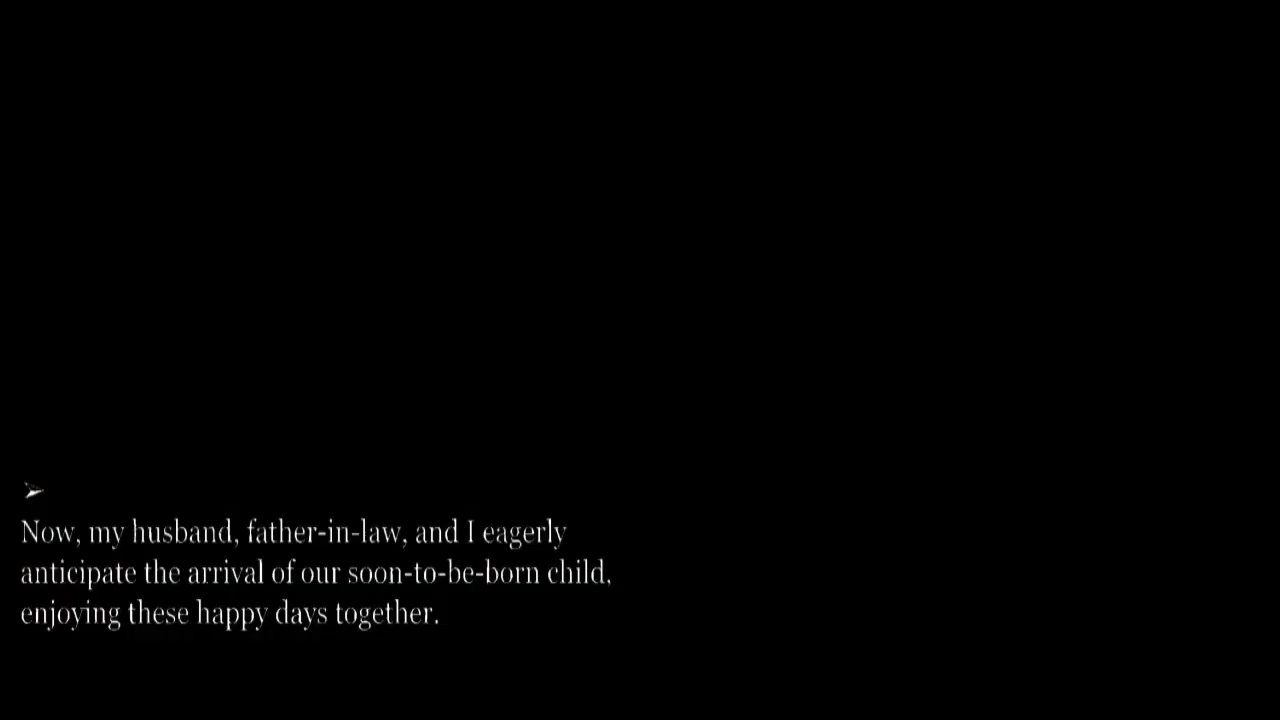 Now, my husband, father-in-law, and I eagerly
anticipate the arrival of our soon-to-be-born child,
enjoying these happy days together.